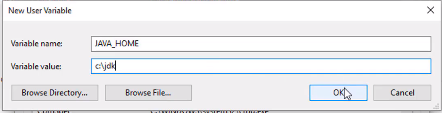 New User Variable
Variable name: JAVA_HOME
Variable value: c:\jdk
Browse Directory... Browse File... OK Cancel